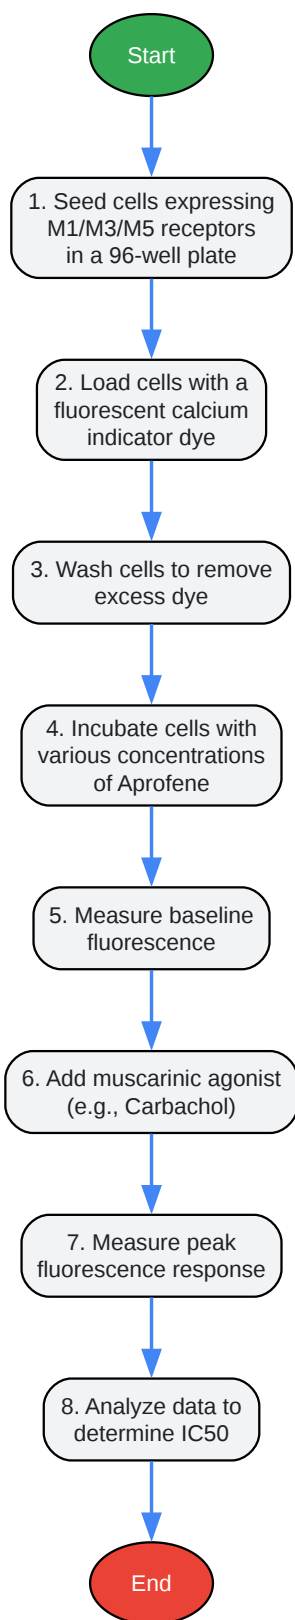 Start
1. Seed cells expressing
M1/M3/M5 receptors
in a 96-well plate
2. Load cells with a
fluorescent calcium
indicator dye
3. Wash cells to remove
excess dye
4. Incubate cells with
various concentrations
of Aprofene
5. Measure baseline
fluorescence
6. Add muscarinic agonist
(e.g., Carbachol)
7. Measure peak
fluorescence response
8. Analyze data to
determine IC50
End